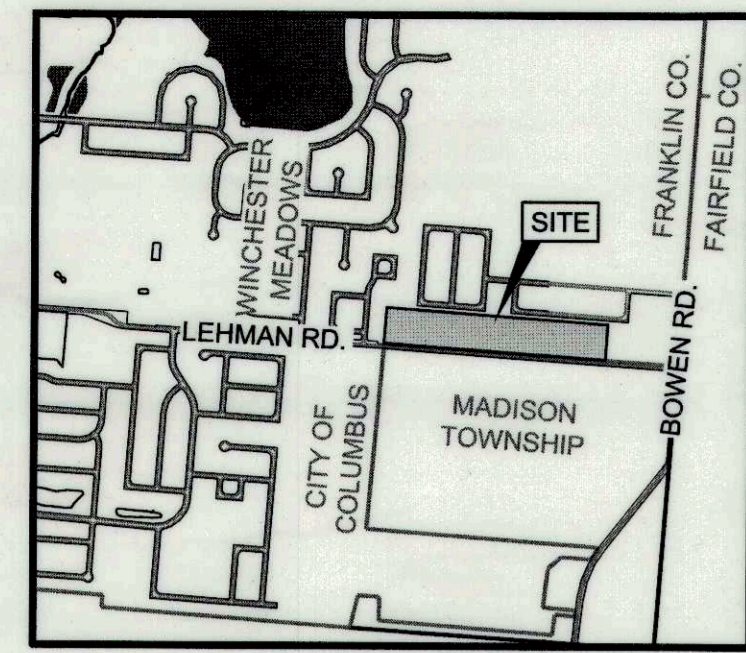 WINCHESTER
MEADOWS
SITE
FRANKLIN CO.
FAIRFIELD CO.
LEHMAN RD.
BOWEN RD.
CITY OF
COLUMBUS
MADISON
TOWNSHIP